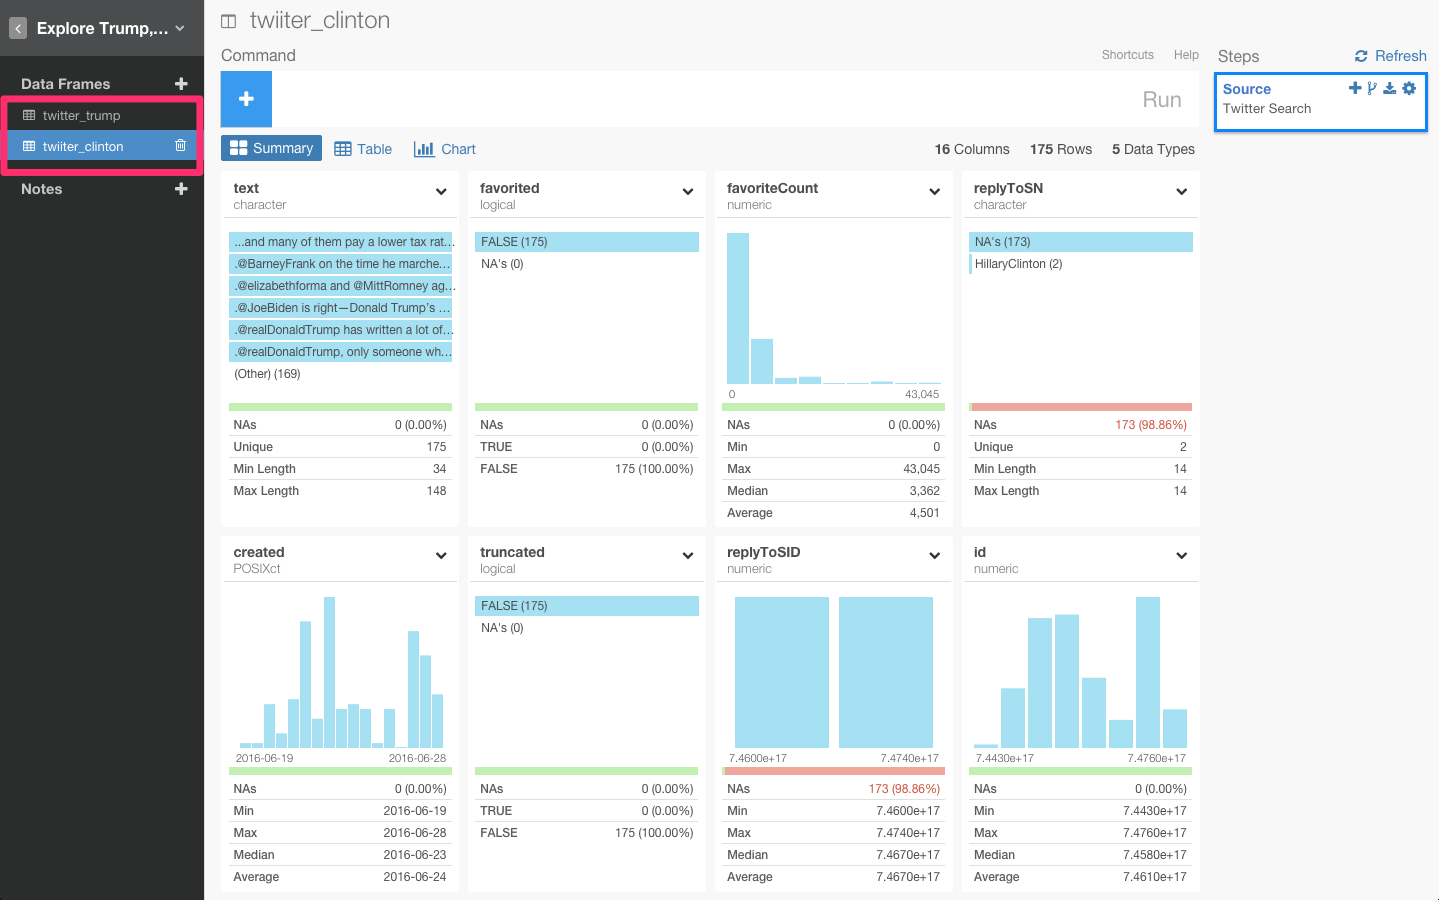 Explore Trump,...
Data Frames
twitter_trump
twiiter_clinton
Notes
twiiter_clinton
Command
Shortcuts Help
Run
Summary Table Chart
16 Columns 175 Rows 5 Data Types
Steps Refresh
Source
Twitter Search
text
character
...and many of them pay a lower tax rat...
.@BarneyFrank on the time he marche...
.@elizabethforma and @MittRomney ag...
.@JoeBiden is right—Donald Trump’s ...
.@realDonaldTrump has written a lot of...
.@realDonaldTrump, only someone wh...
(Other) (169)
NAs 0 (0.00%)
Unique 175
Min Length 34
Max Length 148
favorited
logical
FALSE (175)
NA's (0)
NAs 0 (0.00%)
TRUE 0 (0.00%)
FALSE 175 (100.00%)
favoriteCount
numeric
0 43,045
NAs 0 (0.00%)
Min 0
Max 43,045
Median 3,362
Average 4,501
replyToSN
character
NA's (173)
HillaryClinton (2)
NAs 173 (98.86%)
Unique 2
Min Length 14
Max Length 14
created
POSIXct
2016-06-19 2016-06-28
NAs 0 (0.00%)
Min 2016-06-19
Max 2016-06-28
Median 2016-06-23
Average 2016-06-24
truncated
logical
FALSE (175)
NA's (0)
NAs 0 (0.00%)
TRUE 0 (0.00%)
FALSE 175 (100.00%)
replyToSID
numeric
7.4600e+17 7.4740e+17
NAs 173 (98.86%)
Min 7.4600e+17
Max 7.4740e+17
Median 7.4670e+17
Average 7.4670e+17
id
numeric
7.4430e+17 7.4760e+17
NAs 0 (0.00%)
Min 7.4430e+17
Max 7.4760e+17
Median 7.4580e+17
Average 7.4610e+17